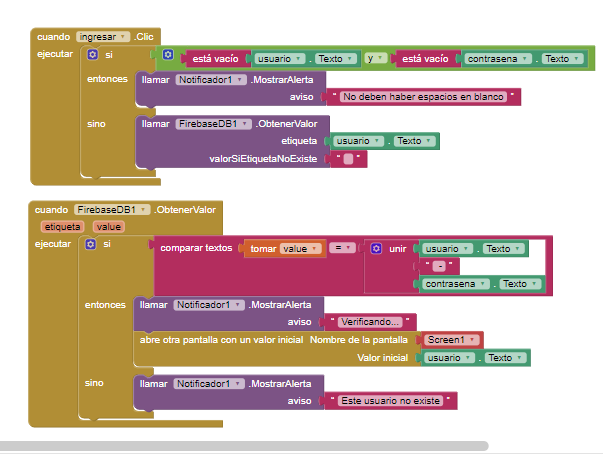 cuando ingresar .Clic
ejecutar si está vacío usuario . Texto y está vacío contrasena . Texto
entonces llamar Notificador1 .MostrarAlerta
aviso " No deben haber espacios en blanco "
sino llamar FirebaseDB1 .ObtenerValor
etiqueta usuario . Texto
valorSiEtiquetaNoExiste " "
cuando FirebaseDB1 .ObtenerValor
etiqueta value
ejecutar si comparar textos tomar value = unir usuario . Texto
" - "
contrasena . Texto
entonces llamar Notificador1 .MostrarAlerta
aviso " Verificando... "
abre otra pantalla con un valor inicial Nombre de la pantalla Screen1
Valor inicial usuario . Texto
sino llamar Notificador1 .MostrarAlerta
aviso " Este usuario no existe "